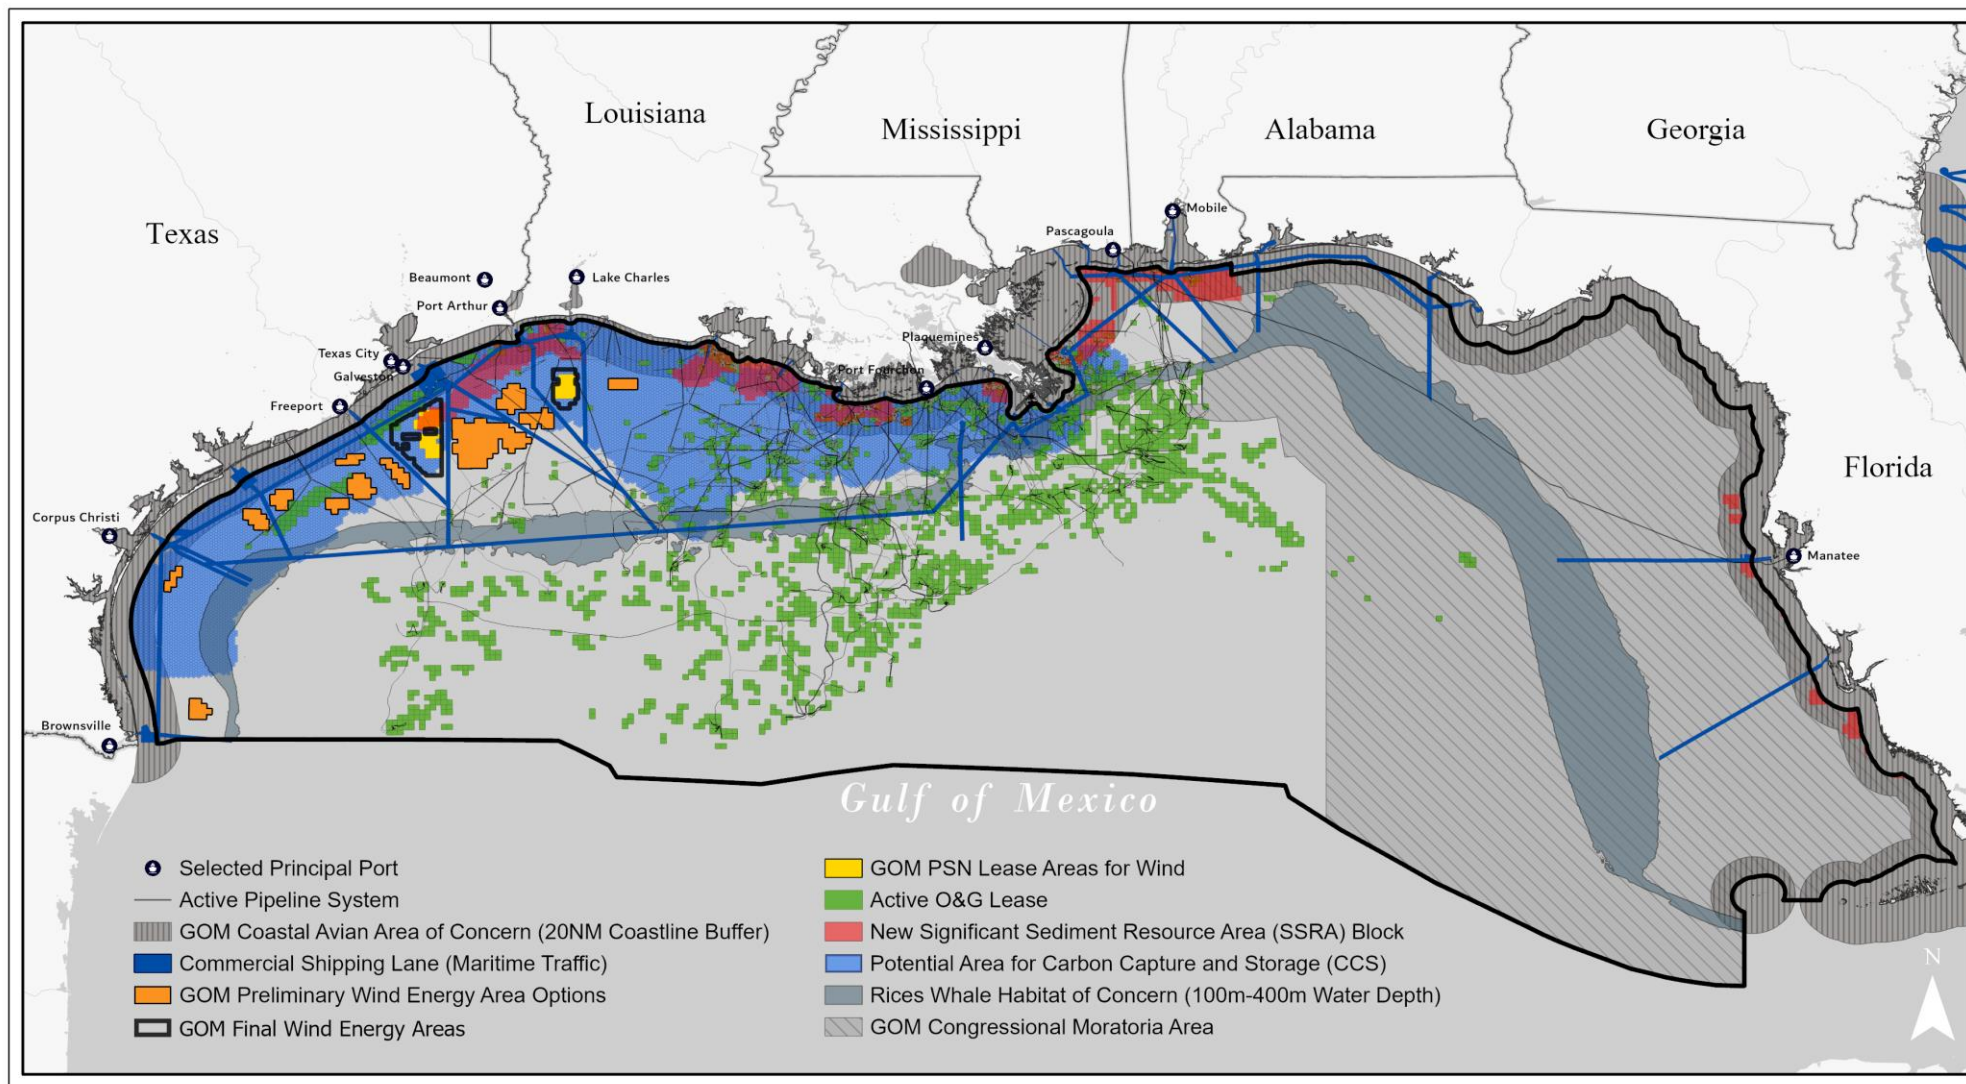 Louisiana
Mississippi
Alabama
Georgia
Texas
Florida
Mobile
Pascagoula
Beaumont
Lake Charles
Port Arthur
Plaquemines
Texas City
Galveston
Port Fourchon
Freeport
Corpus Christi
Manatee
Brownsville
Gulf of Mexico
Selected Principal Port
Active Pipeline System
GOM Coastal Avian Area of Concern (20NM Coastline Buffer)
Commercial Shipping Lane (Maritime Traffic)
GOM Preliminary Wind Energy Area Options
GOM Final Wind Energy Areas
GOM PSN Lease Areas for Wind
Active O&G Lease
New Significant Sediment Resource Area (SSRA) Block
Potential Area for Carbon Capture and Storage (CCS)
Rices Whale Habitat of Concern (100m-400m Water Depth)
GOM Congressional Moratoria Area
N